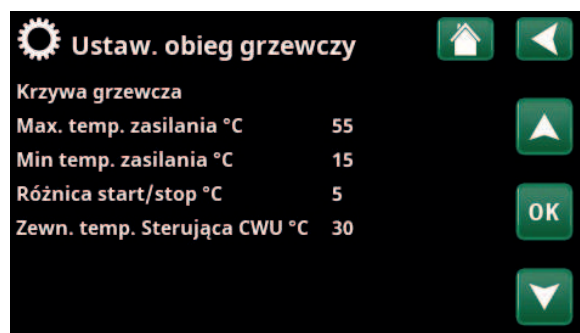 Ustaw. obieg grzewczy
Krzywa grzewcza
Max. temp. zasilania °C 55
Min temp. zasilania °C 15
Różnica start/stop °C 5
Zewn. temp. Sterująca CWU °C 30
OK